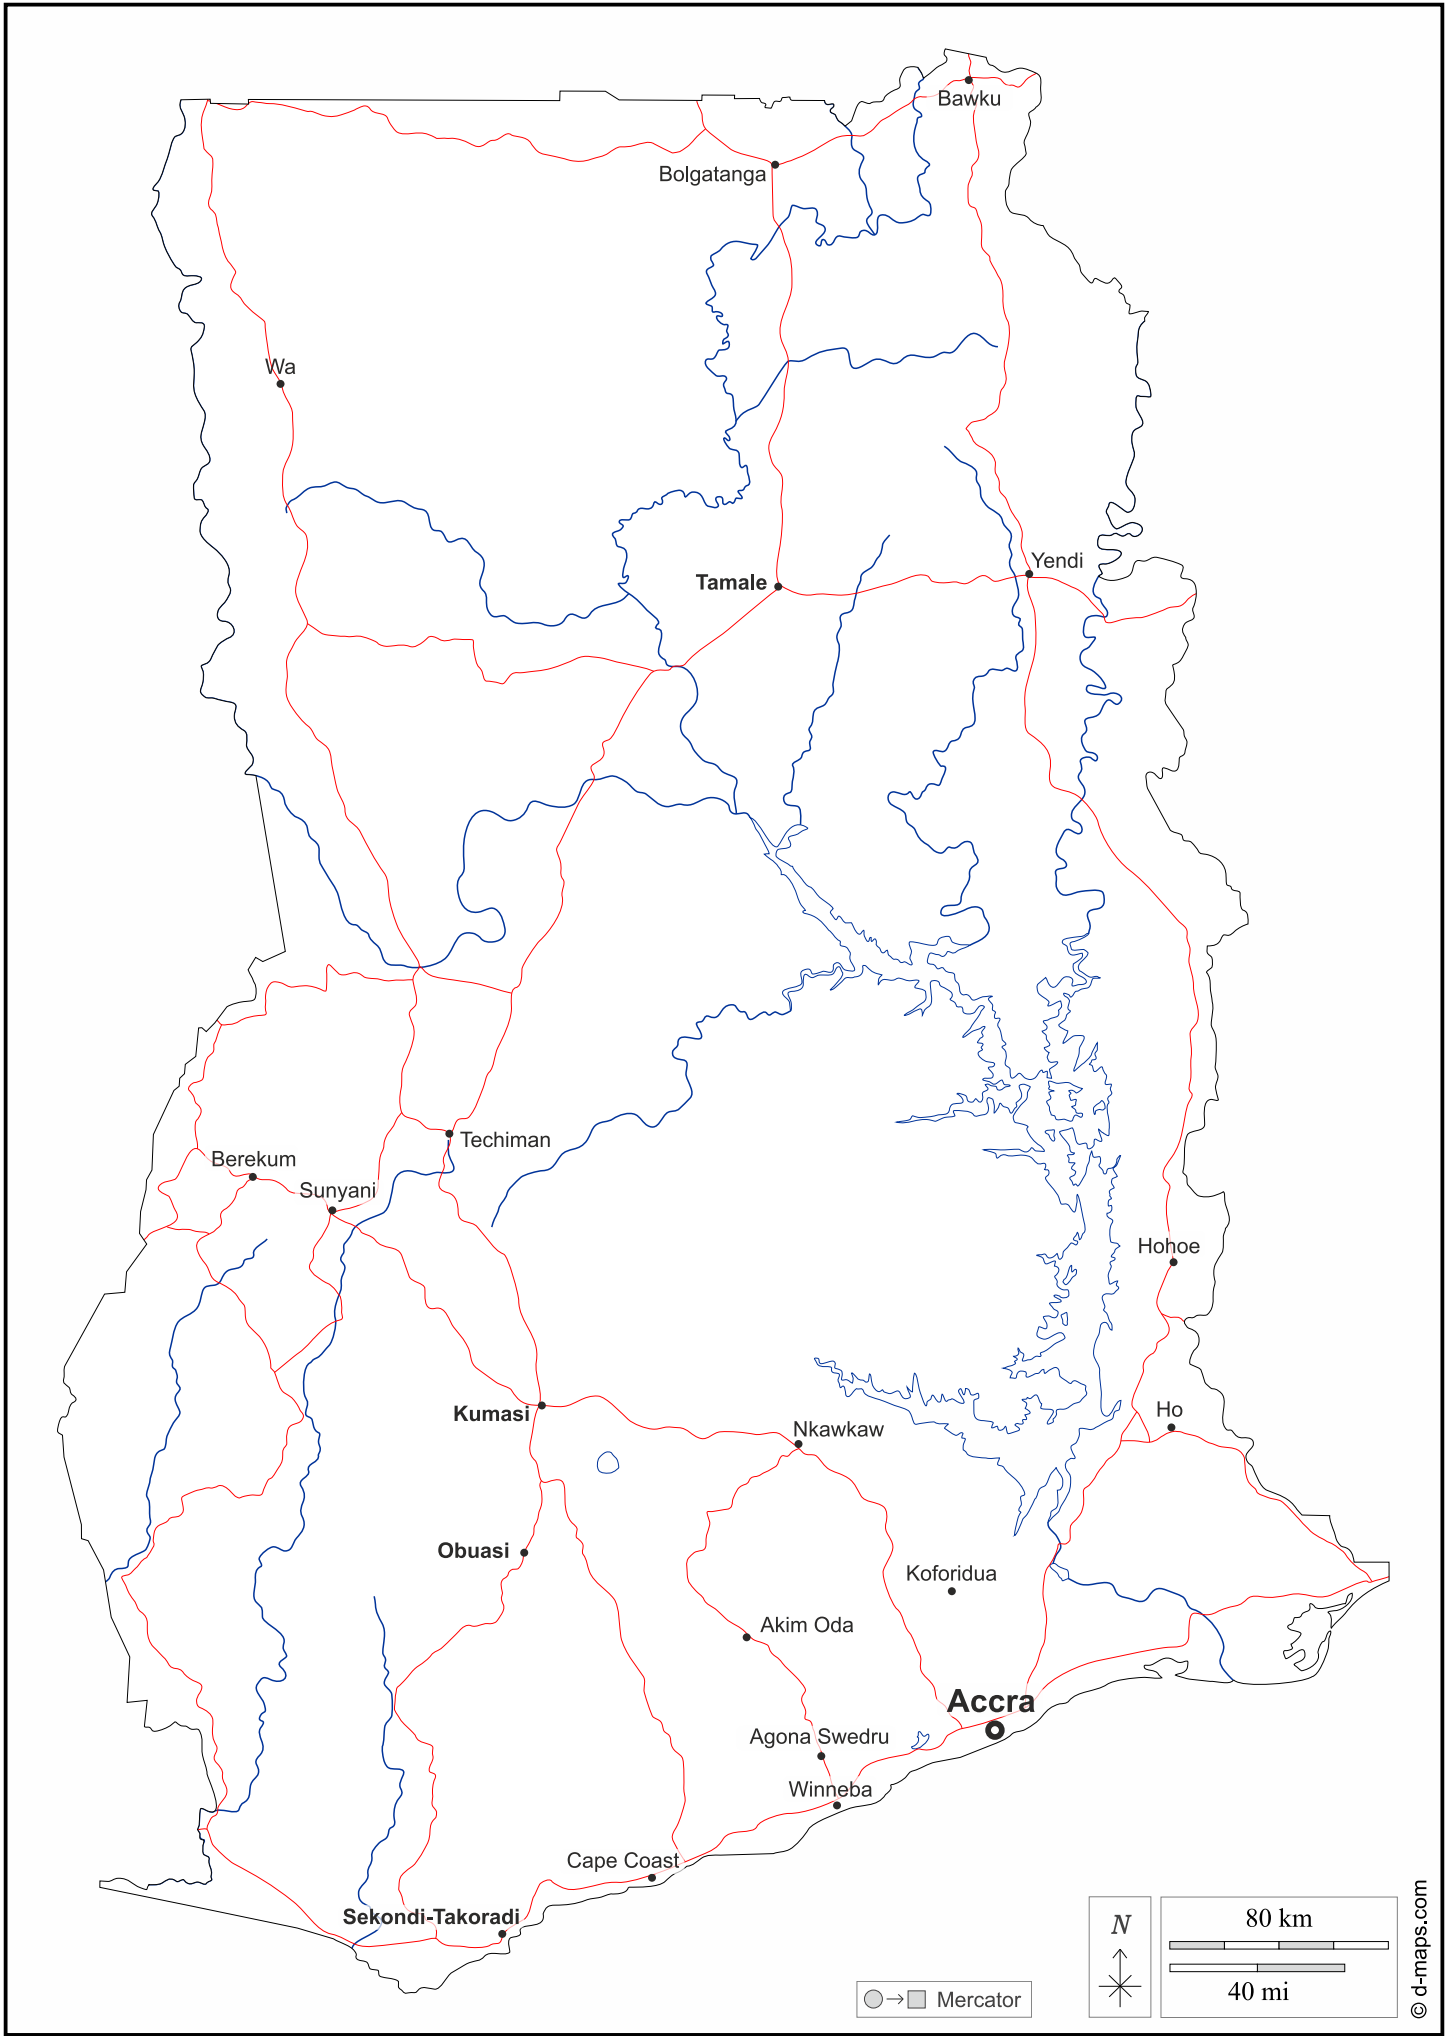 Bawku
Bolgatanga
Wa
Yendi
Tamale
Techiman
Berekum
Sunyani
Hohoe
Kumasi
Ho
Nkawkaw
Obuasi
Koforidua
Akim Oda
Accra
Agona Swedru
Winneba
Cape Coast
Sekondi-Takoradi
N
80 km
40 mi
Mercator
© d-maps.com